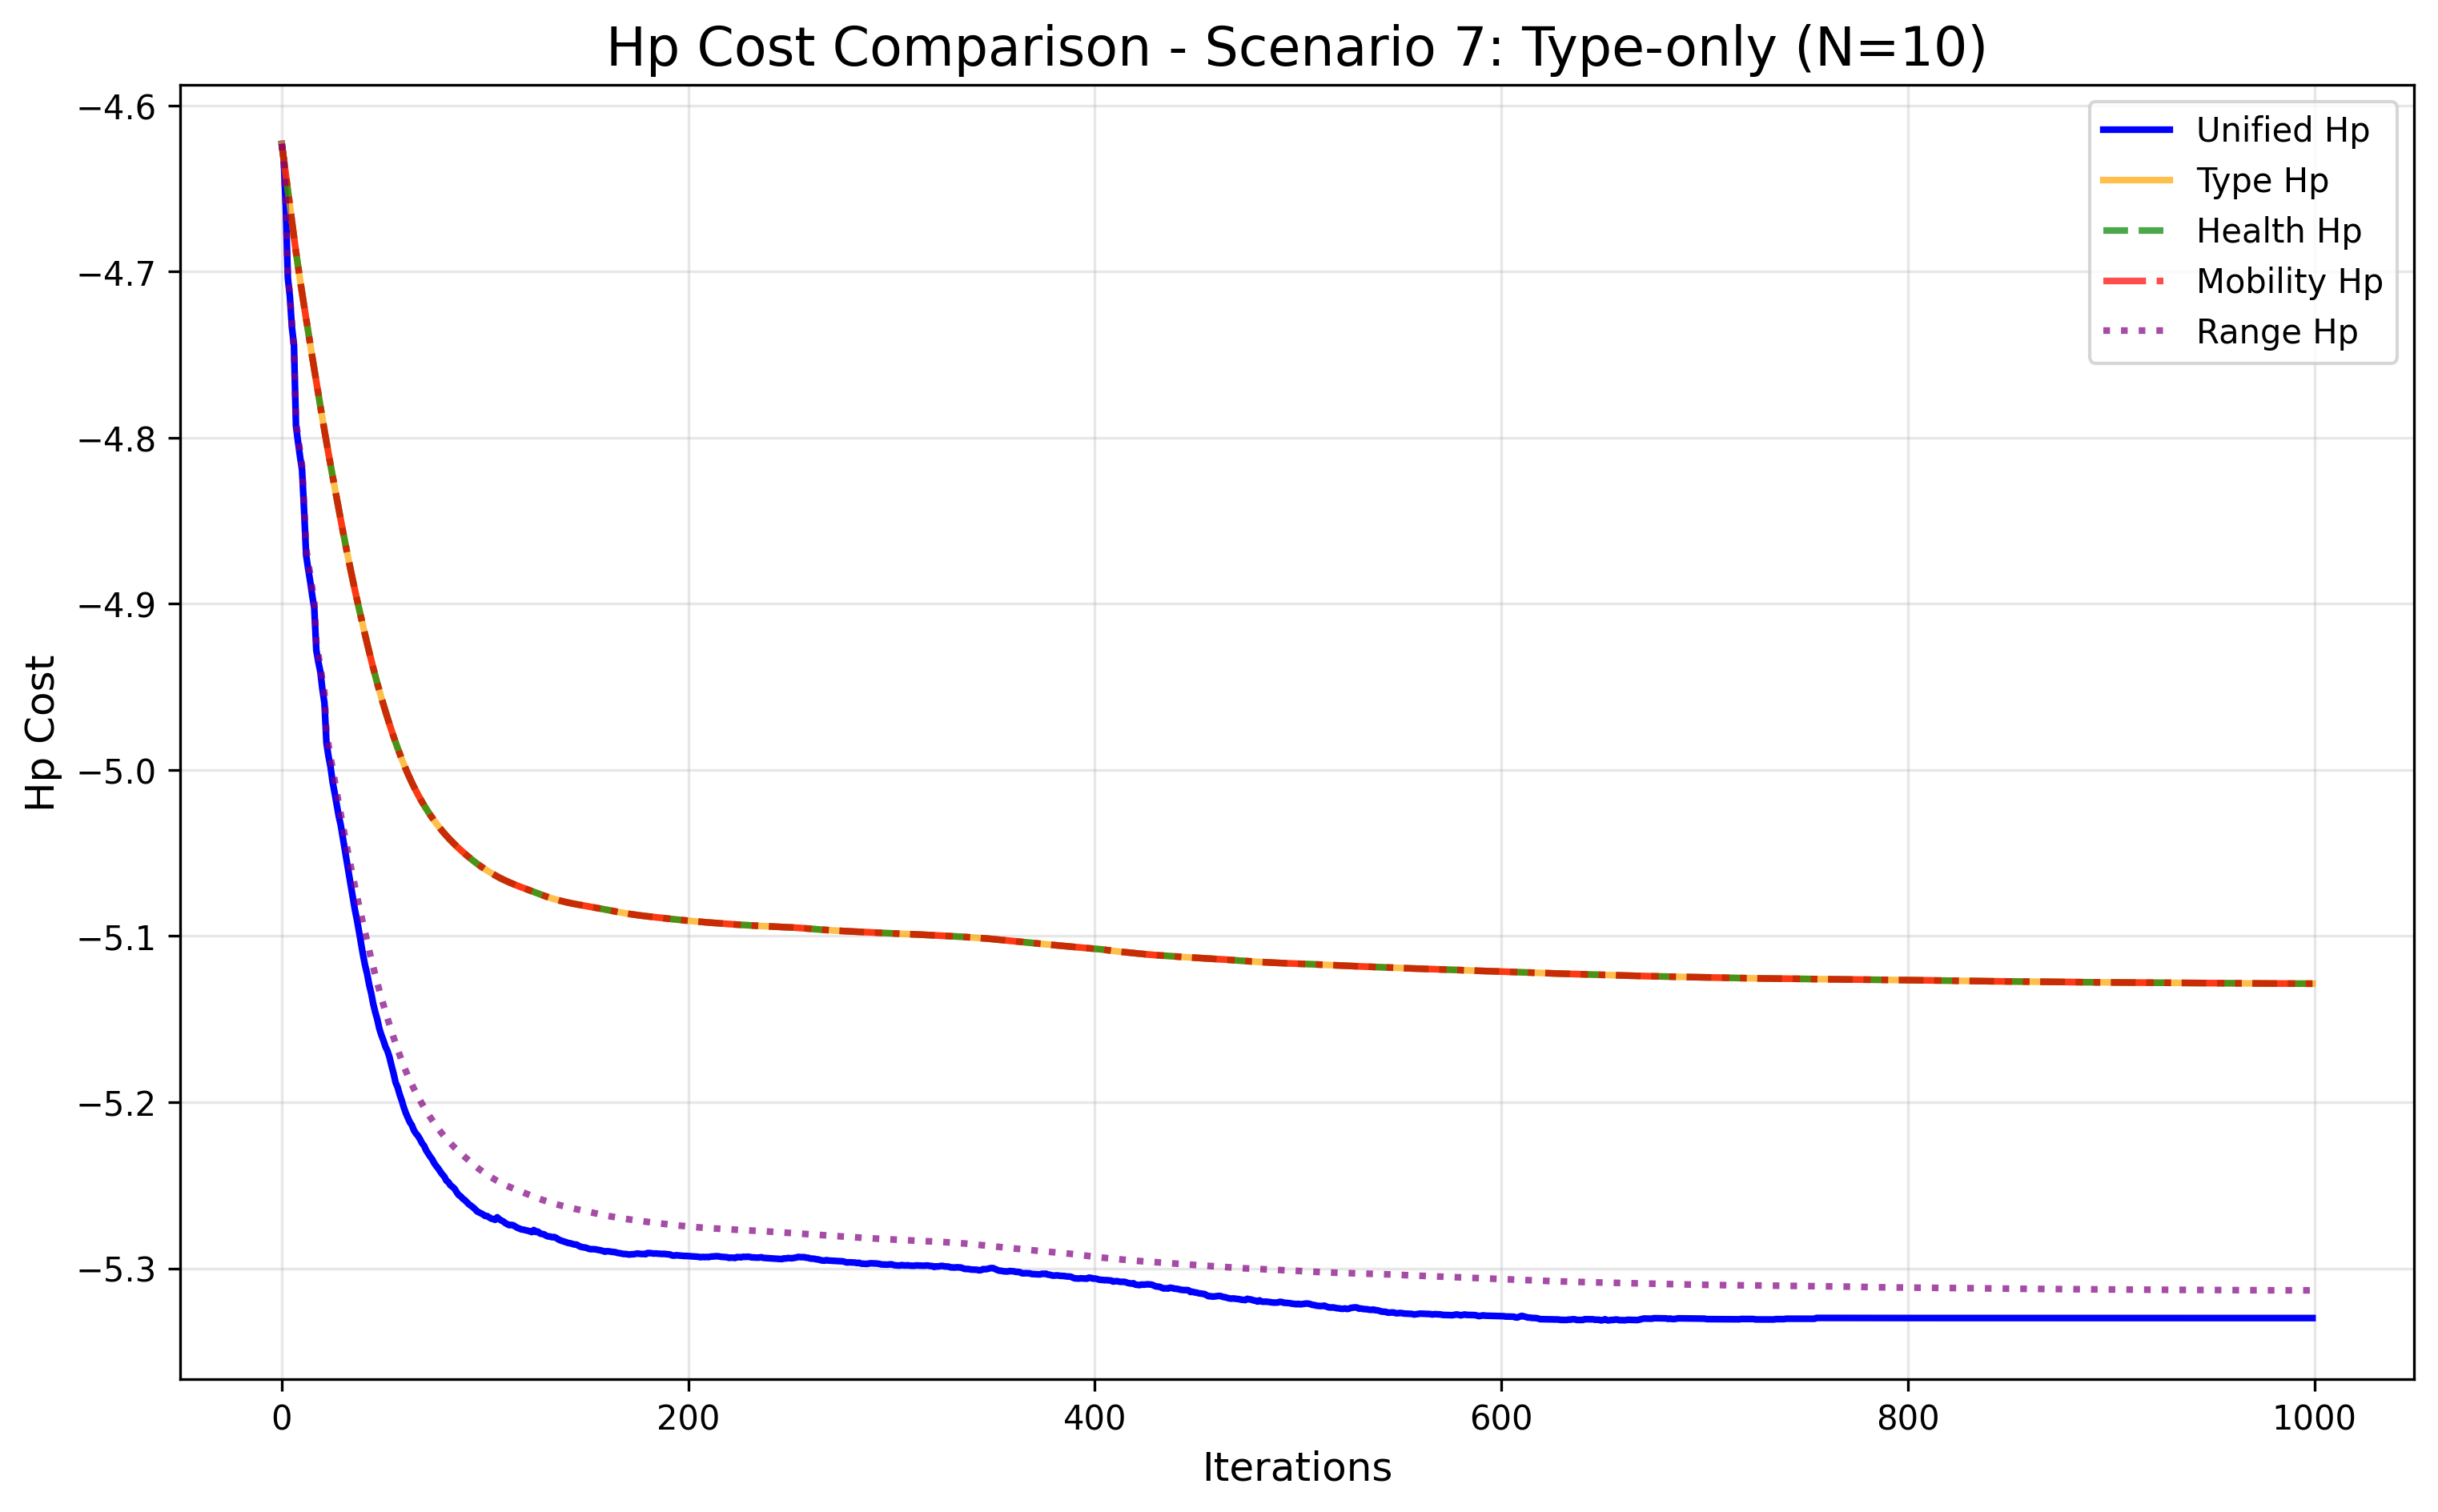 Hp Cost Comparison - Scenario 7: Type-only (N=10)
Unified Hp
Type Hp
Health Hp
Mobility Hp
Range Hp
Hp Cost
−4.6
−4.7
−4.8
−4.9
−5.0
−5.1
−5.2
−5.3
0 200 400 600 800 1000
Iterations